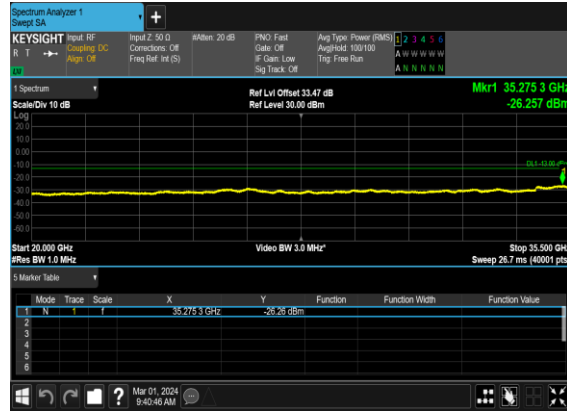 Spectrum Analyzer 1
Swept SA
+
KEYSIGHT Input: RF Input Z: 50 Ω #Atten: 20 dB PNO: Fast Avg Type: Power (RMS) 1 2 3 4 5 6
R T Coupling: DC Corrections: Off Gate: Off Avg|Hold: 100/100 A W W W W W
Align: Off Freq Ref: Int (S) IF Gain: Low Trig: Free Run
Sig Track: Off A N N N N N
1 Spectrum Ref Lvl Offset 33.47 dB Mkr1 35.275 3 GHz
Scale/Div 10 dB Ref Level 30.00 dBm -26.257 dBm
Log
20.0
10.0
0.00
-10.0
DL1 -13.00 dBm
-20.0
-30.0
-40.0
-50.0
-60.0
Start 20.000 GHz Video BW 3.0 MHz* Stop 35.500 GHz
#Res BW 1.0 MHz Sweep 26.7 ms (40001 pts)
5 Marker Table
Mode Trace Scale X Y Function Function Width Function Value
1 N 1 f 35.275 3 GHz -26.26 dBm
2
3
4
5
6
? Mar 01, 2024
9:40:46 AM